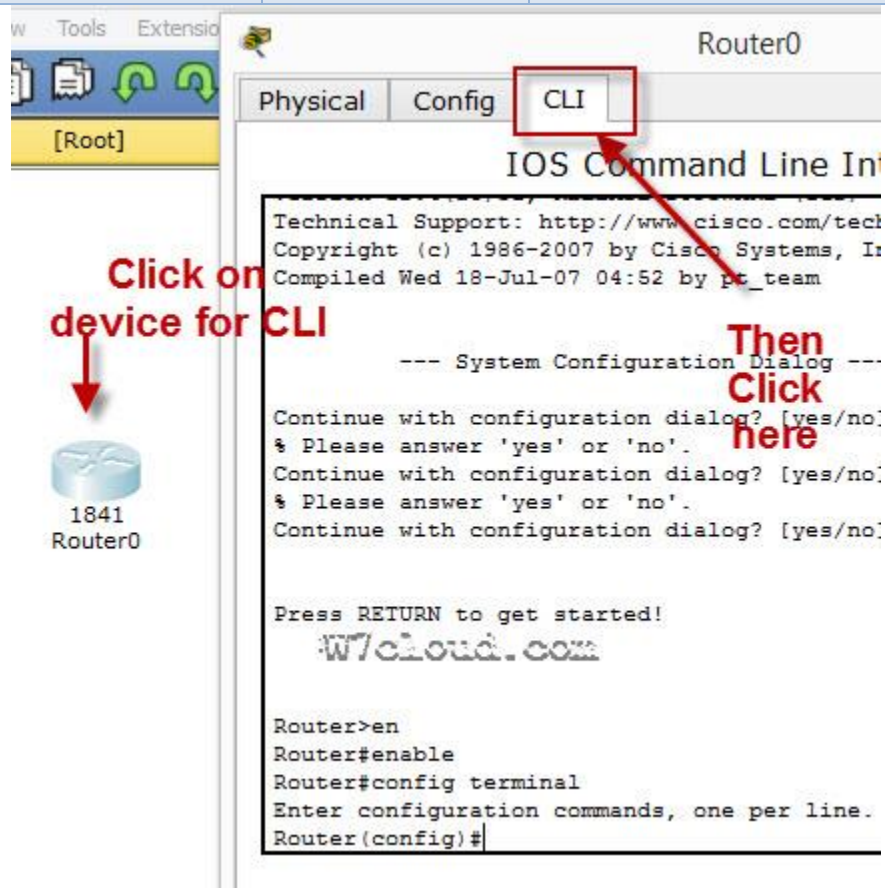 w Tools Extensio
[Root]
Router0
Physical Config CLI
IOS Command Line Int
Technical Support: http://www.cisco.com/tech
Copyright (c) 1986-2007 by Cisco Systems, In
Compiled Wed 18-Jul-07 04:52 by pt_team
Click on
device for CLI
Then
Click
here
--- System Configuration Dialog ---
Continue with configuration dialog? [yes/no]
% Please answer 'yes' or 'no'.
Continue with configuration dialog? [yes/no]
% Please answer 'yes' or 'no'.
Continue with configuration dialog? [yes/no]
1841
Router0
Press RETURN to get started!
W7cloud.com
Router>en
Router#enable
Router#config terminal
Enter configuration commands, one per line.
Router(config)#